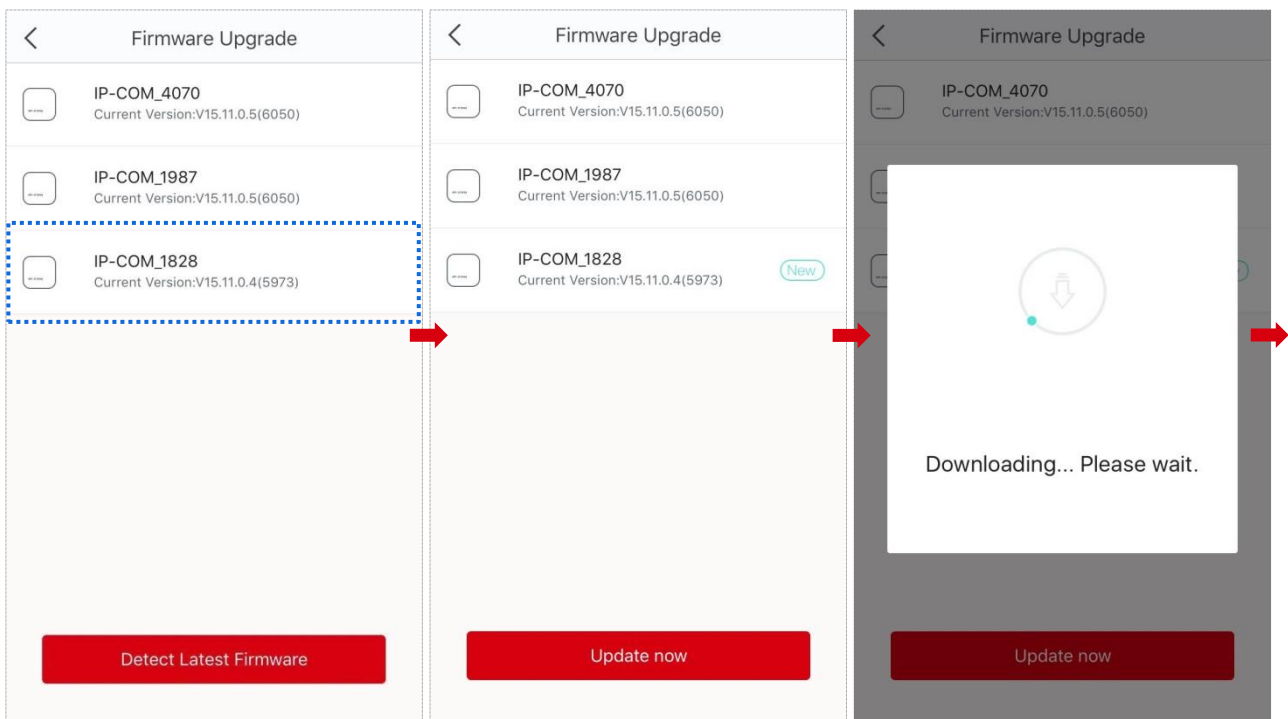 Firmware Upgrade
IP-COM_4070
Current Version:V15.11.0.5(6050)
IP-COM_1987
Current Version:V15.11.0.5(6050)
IP-COM_1828
Current Version:V15.11.0.4(5973)
Detect Latest Firmware
Firmware Upgrade
IP-COM_4070
Current Version:V15.11.0.5(6050)
IP-COM_1987
Current Version:V15.11.0.5(6050)
IP-COM_1828
New
Current Version:V15.11.0.4(5973)
Update now
Firmware Upgrade
IP-COM_4070
Current Version:V15.11.0.5(6050)
Downloading... Please wait.
Update now